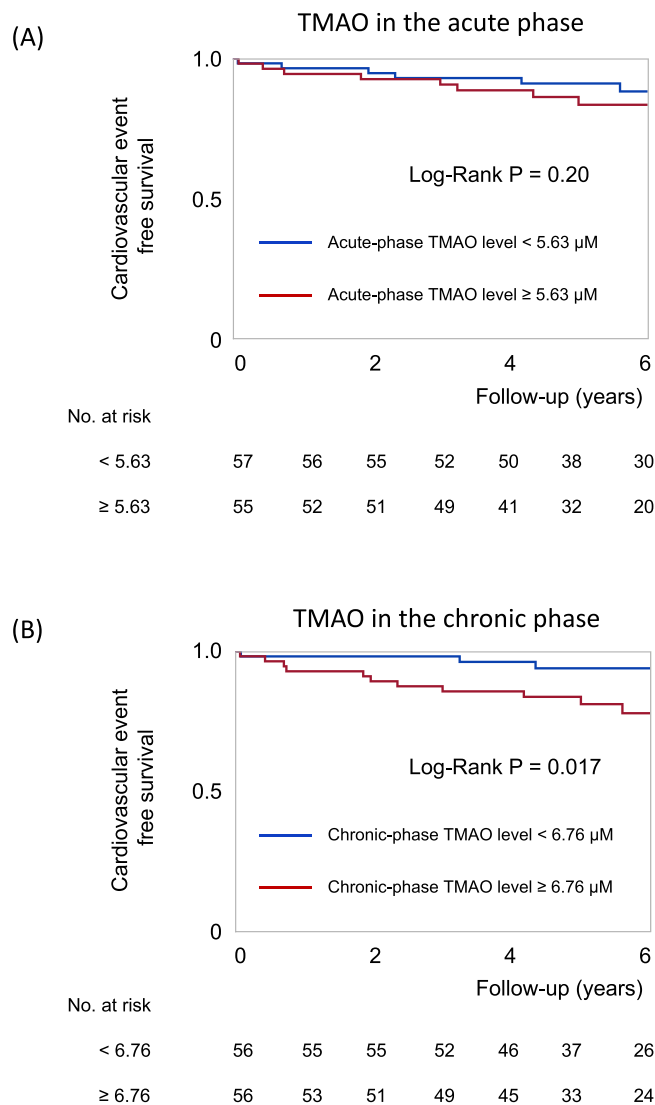 (A)
TMAO in the acute phase
Cardiovascular event
free survival
1.0
0.5
0
Log-Rank P = 0.20
Acute-phase TMAO level < 5.63 µM
Acute-phase TMAO level ≥ 5.63 µM
0 2 4 6
Follow-up (years)
No. at risk
< 5.63 57 56 55 52 50 38 30
≥ 5.63 55 52 51 49 41 32 20
(B)
TMAO in the chronic phase
Cardiovascular event
free survival
1.0
0.5
0
Log-Rank P = 0.017
Chronic-phase TMAO level < 6.76 µM
Chronic-phase TMAO level ≥ 6.76 µM
0 2 4 6
Follow-up (years)
No. at risk
< 6.76 56 55 55 52 46 37 26
≥ 6.76 56 53 51 49 45 33 24